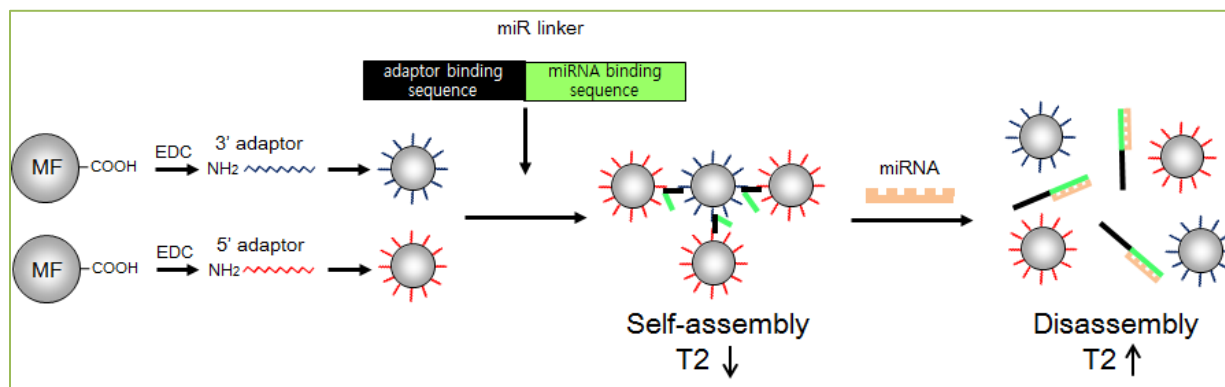 miR linker
adaptor binding
sequence
miRNA binding
sequence
MF
COOH
EDC
3' adaptor
NH2
MF
COOH
EDC
5' adaptor
NH2
miRNA
Self-assembly
T2 ↓
Disassembly
T2 ↑